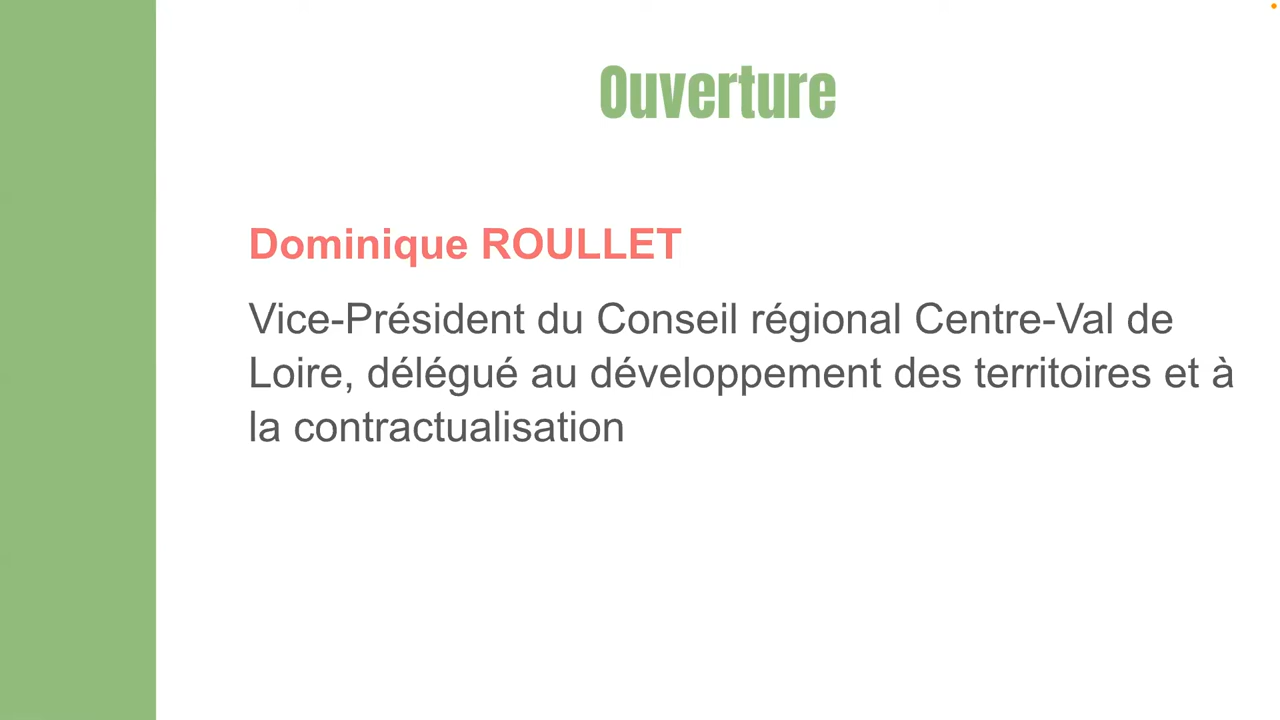 Ouverture
Dominique ROULLET
Vice-Président du Conseil régional Centre-Val de
Loire, délégué au développement des territoires et à
la contractualisation